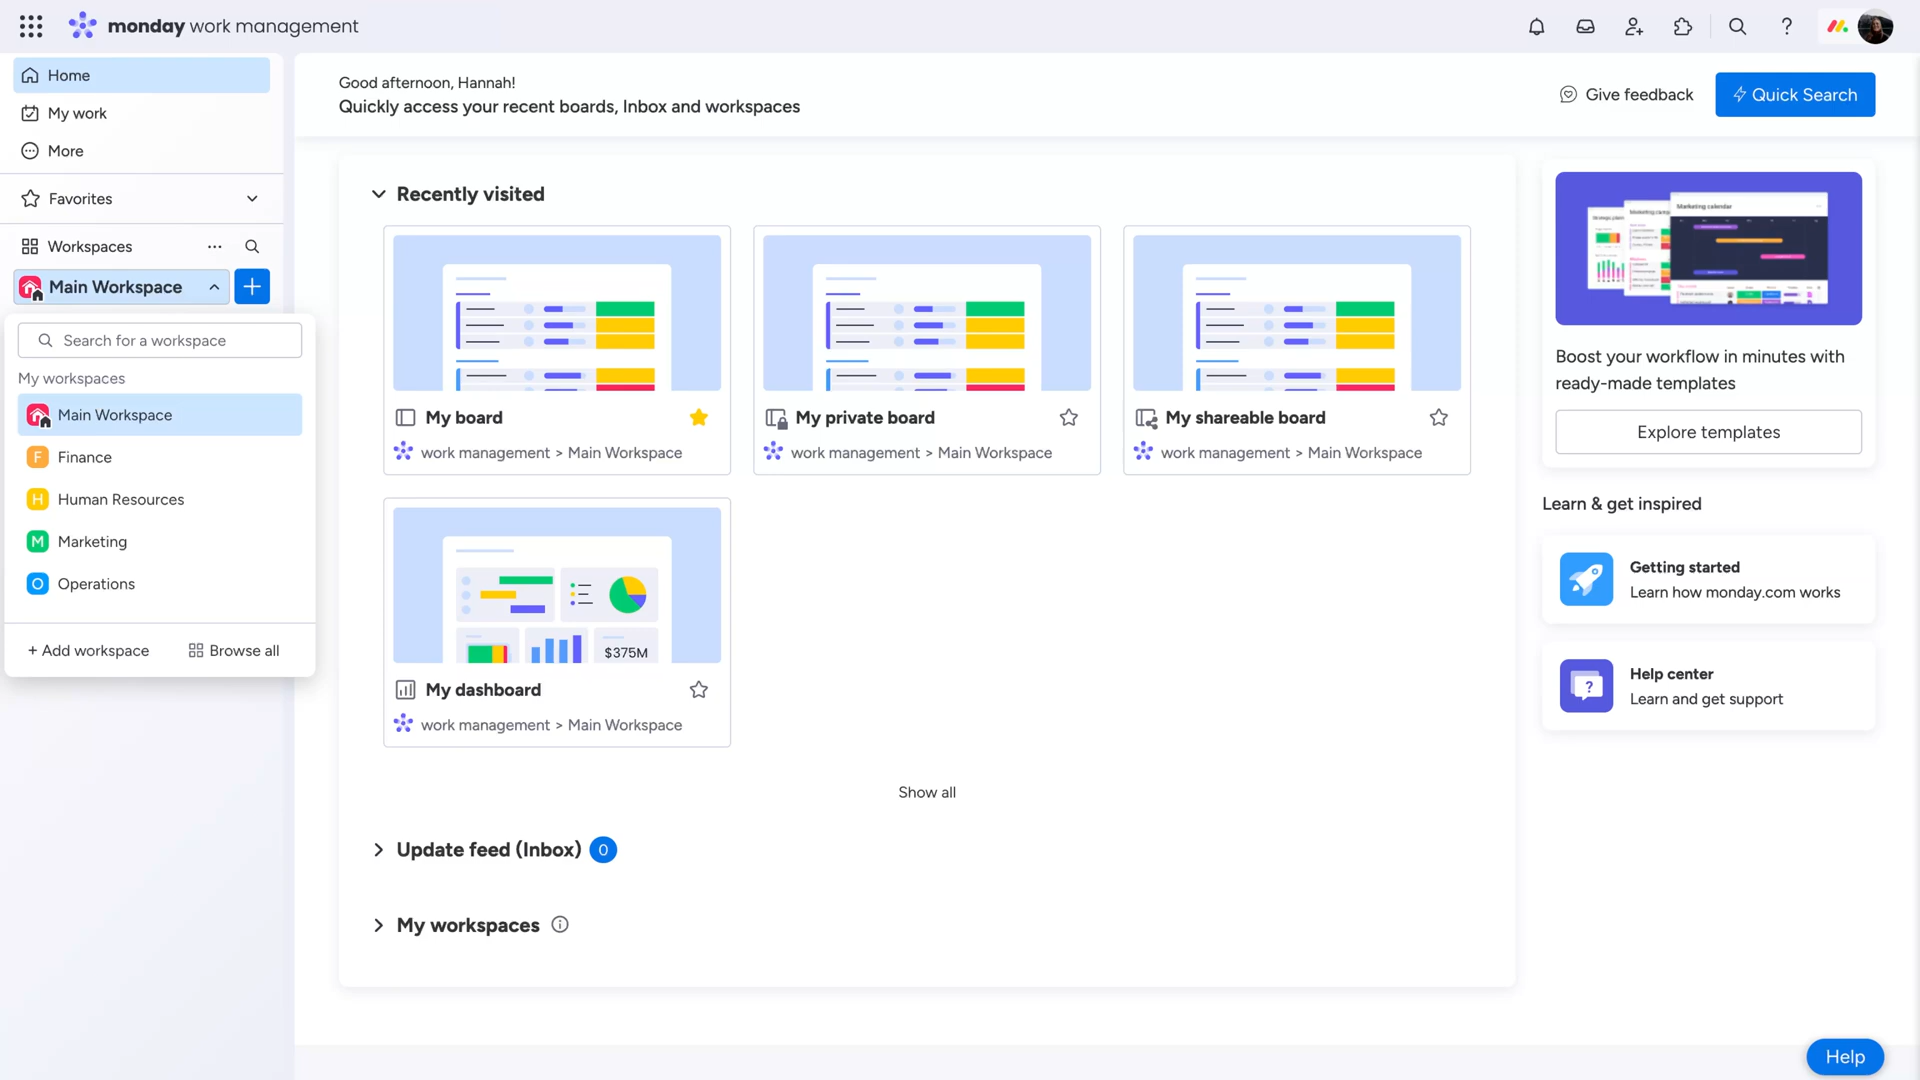 monday work management
Home
My work
More
Favorites
Workspaces
Main Workspace
Search for a workspace
My workspaces
Main Workspace
F Finance
H Human Resources
M Marketing
O Operations
+ Add workspace
Browse all
Good afternoon, Hannah!
Quickly access your recent boards, Inbox and workspaces
Give feedback
Quick Search
Recently visited
My board
work management > Main Workspace
My private board
work management > Main Workspace
My shareable board
work management > Main Workspace
$375M
My dashboard
work management > Main Workspace
Show all
Update feed (Inbox) 0
My workspaces
Marketing calendar
Boost your workflow in minutes with
ready-made templates
Explore templates
Learn & get inspired
Getting started
Learn how monday.com works
Help center
Learn and get support
Help